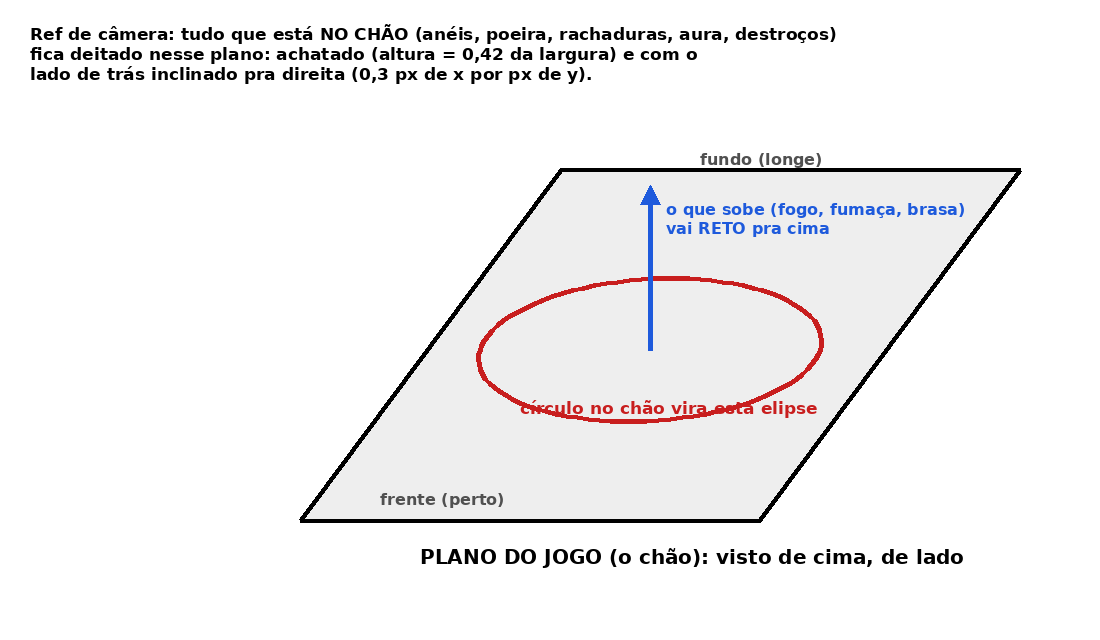 Ref de câmera: tudo que está NO CHÃO (anéis, poeira, rachaduras, aura, destroços)
fica deitado nesse plano: achatado (altura = 0,42 da largura) e com o
lado de trás inclinado pra direita (0,3 px de x por px de y).
fundo (longe)
o que sobe (fogo, fumaça, brasa)
vai RETO pra cima
círculo no chão vira esta elipse
frente (perto)
PLANO DO JOGO (o chão): visto de cima, de lado